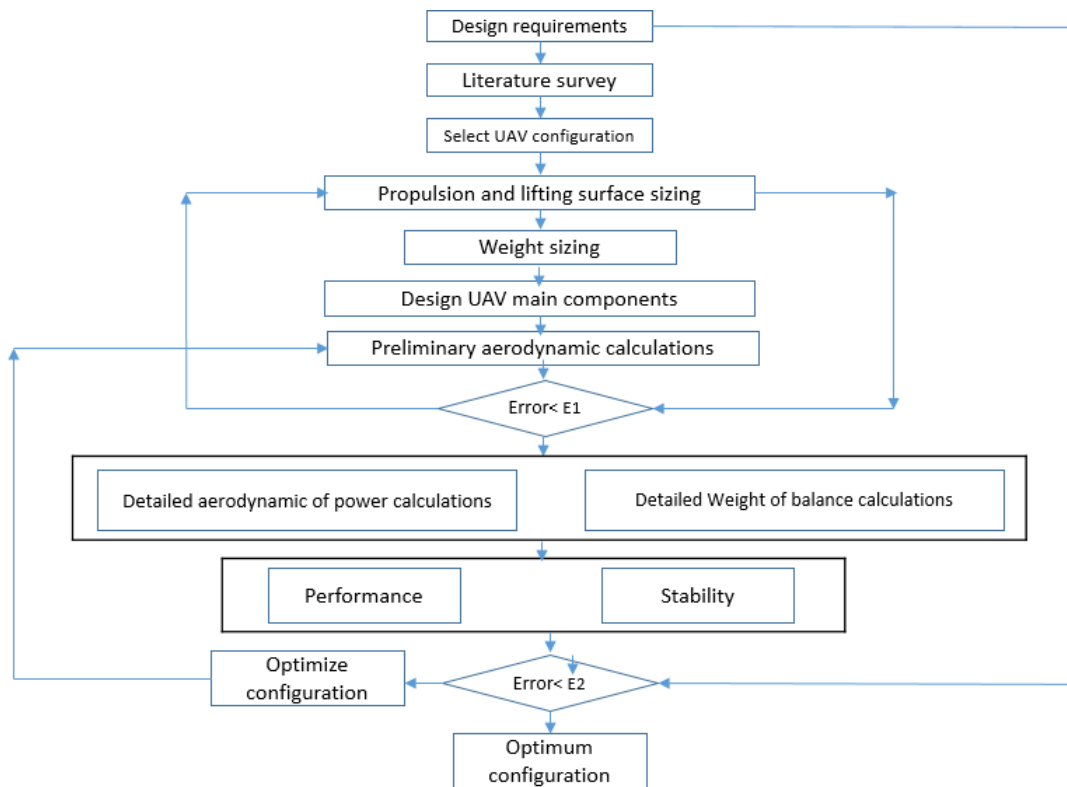 Design requirements
Literature survey
Select UAV configuration
Propulsion and lifting surface sizing
Weight sizing
Design UAV main components
Preliminary aerodynamic calculations
Error< E1
Detailed aerodynamic of power calculations
Detailed Weight of balance calculations
Performance
Stability
Optimize
configuration
Error< E2
Optimum
configuration